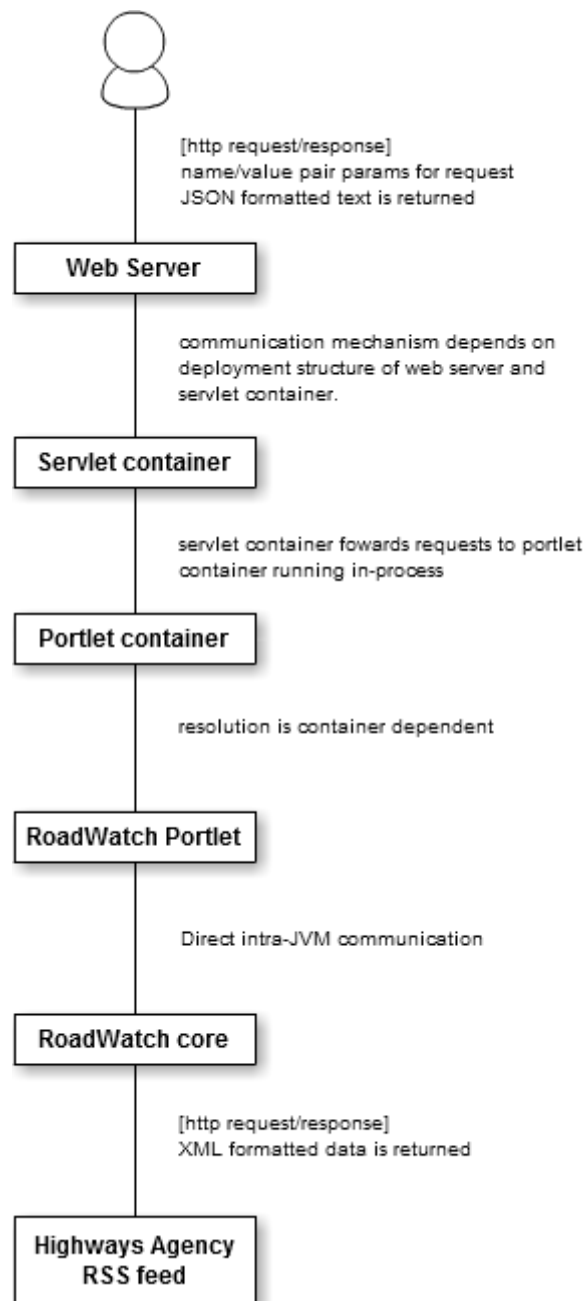 [http request/response]
name/value pair params for request
JSON formatted text is returned
Web Server
communication mechanism depends on
deployment structure of web server and
servlet container.
Servlet container
servlet container fowards requests to portlet
container running in-process
Portlet container
resolution is container dependent
RoadWatch Portlet
Direct intra-JVM communication
RoadWatch core
[http request/response]
XML formatted data is returned
Highways Agency
RSS feed